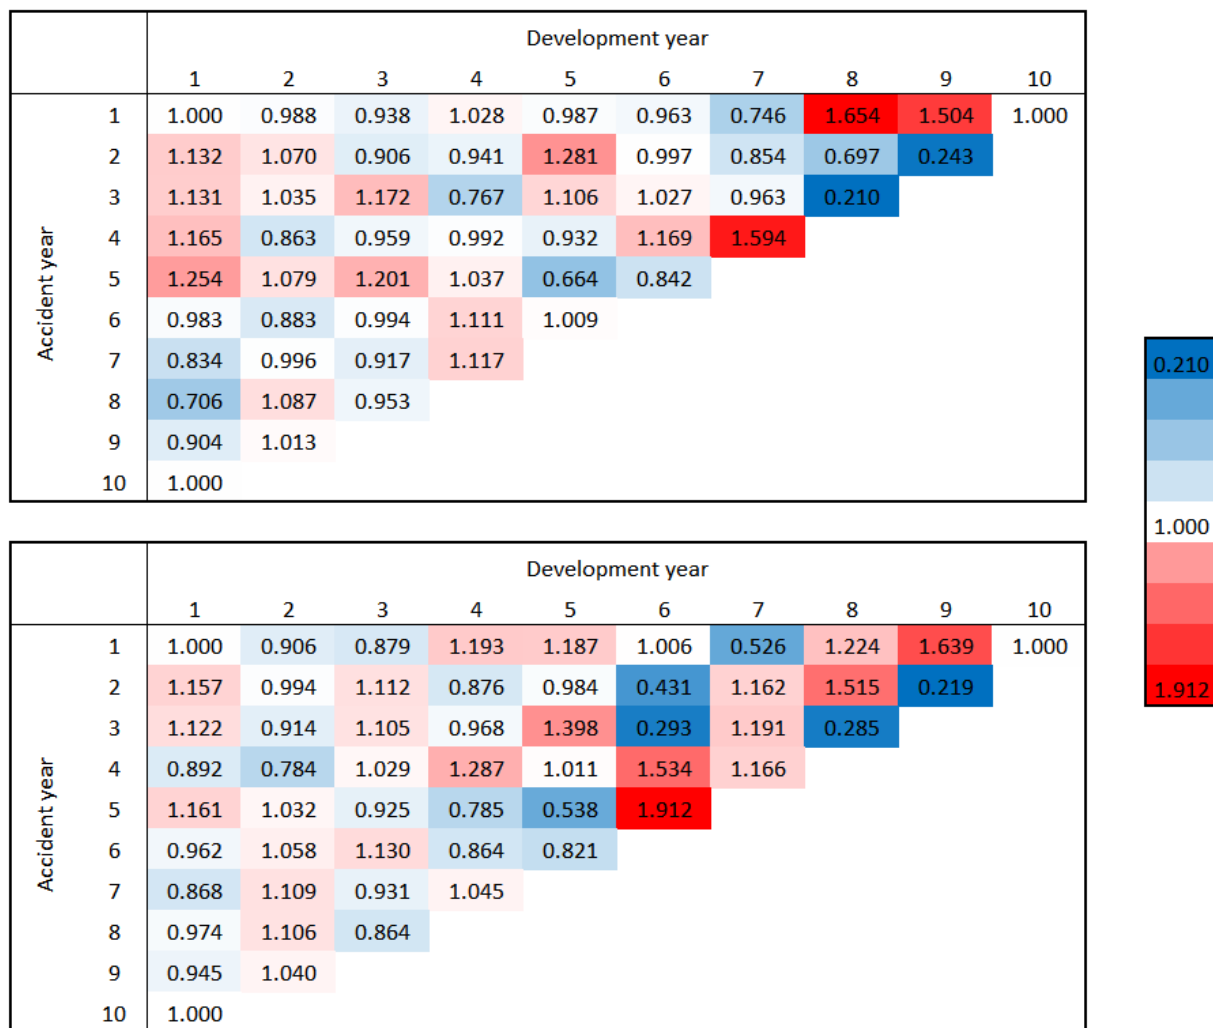 Development year
1 2 3 4 5 6 7 8 9 10
Accident year
1 1.000 0.988 0.938 1.028 0.987 0.963 0.746 1.654 1.504 1.000
2 1.132 1.070 0.906 0.941 1.281 0.997 0.854 0.697 0.243
3 1.131 1.035 1.172 0.767 1.106 1.027 0.963 0.210
4 1.165 0.863 0.959 0.992 0.932 1.169 1.594
5 1.254 1.079 1.201 1.037 0.664 0.842
6 0.983 0.883 0.994 1.111 1.009
7 0.834 0.996 0.917 1.117
8 0.706 1.087 0.953
9 0.904 1.013
10 1.000
Development year
1 2 3 4 5 6 7 8 9 10
Accident year
1 1.000 0.906 0.879 1.193 1.187 1.006 0.526 1.224 1.639 1.000
2 1.157 0.994 1.112 0.876 0.984 0.431 1.162 1.515 0.219
3 1.122 0.914 1.105 0.968 1.398 0.293 1.191 0.285
4 0.892 0.784 1.029 1.287 1.011 1.534 1.166
5 1.161 1.032 0.925 0.785 0.538 1.912
6 0.962 1.058 1.130 0.864 0.821
7 0.868 1.109 0.931 1.045
8 0.974 1.106 0.864
9 0.945 1.040
10 1.000
0.210
1.000
1.912